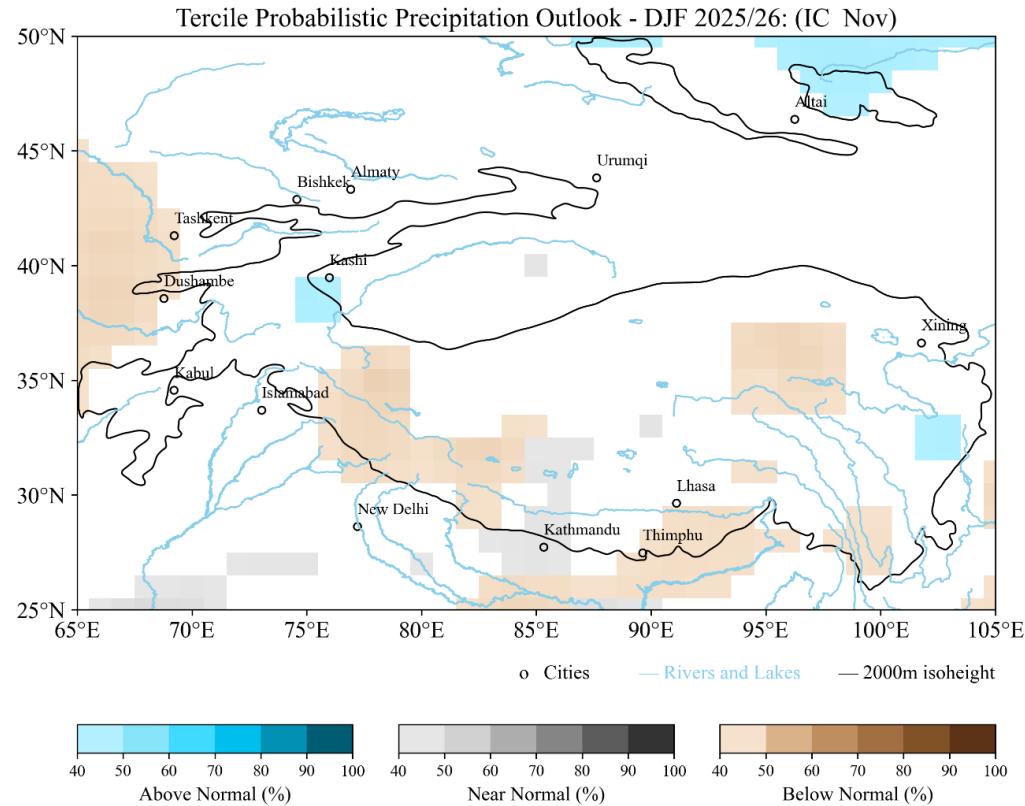 Tercile Probabilistic Precipitation Outlook - DJF 2025/26: (IC  Nov)
50°N
Altai
45°N
Urumqi
Almaty
Bishkek
Tashkent
40°N
Kashi
Dushambe
Xining
35°N
Kabul
Islamabad
30°N
Lhasa
New Delhi
Kathmandu
Thimphu
25°N
65°E 70°E 75°E 80°E 85°E 90°E 95°E 100°E 105°E
Cities Rivers and Lakes 2000m isoheight
40 50 60 70 80 90 100 40 50 60 70 80 90 100 40 50 60 70 80 90 100
Above Normal (%) Near Normal (%) Below Normal (%)